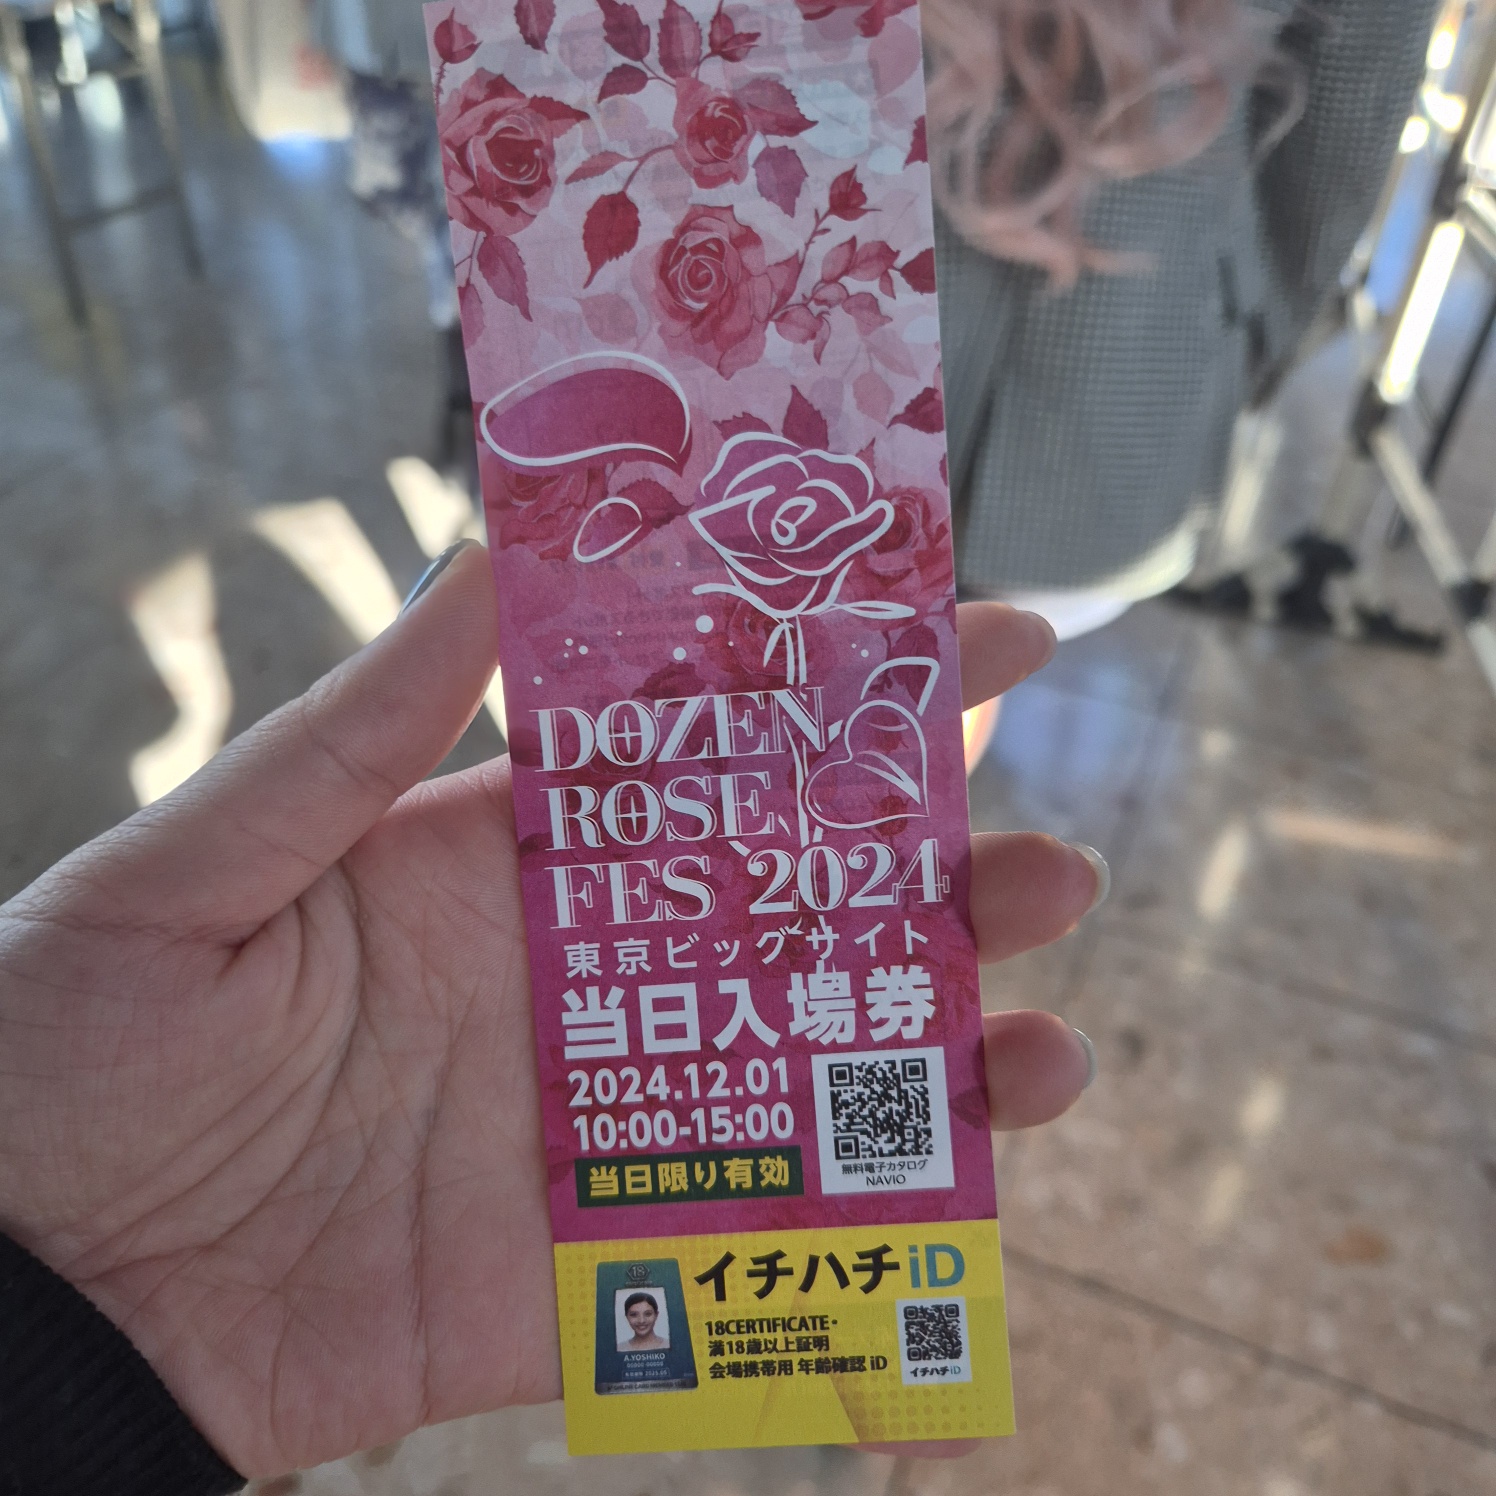 DOZEN
ROSE
FES 2024
東京ビッグサイト
当日入場券
2024.12.01
10:00-15:00
当日限り有効
無料電子カタログ
NAVIO
イチハチiD
18
A.YOSHIKO
18CERTIFICATE・
満18歳以上証明
会場携帯用 年齢確認 iD
イチハチiD